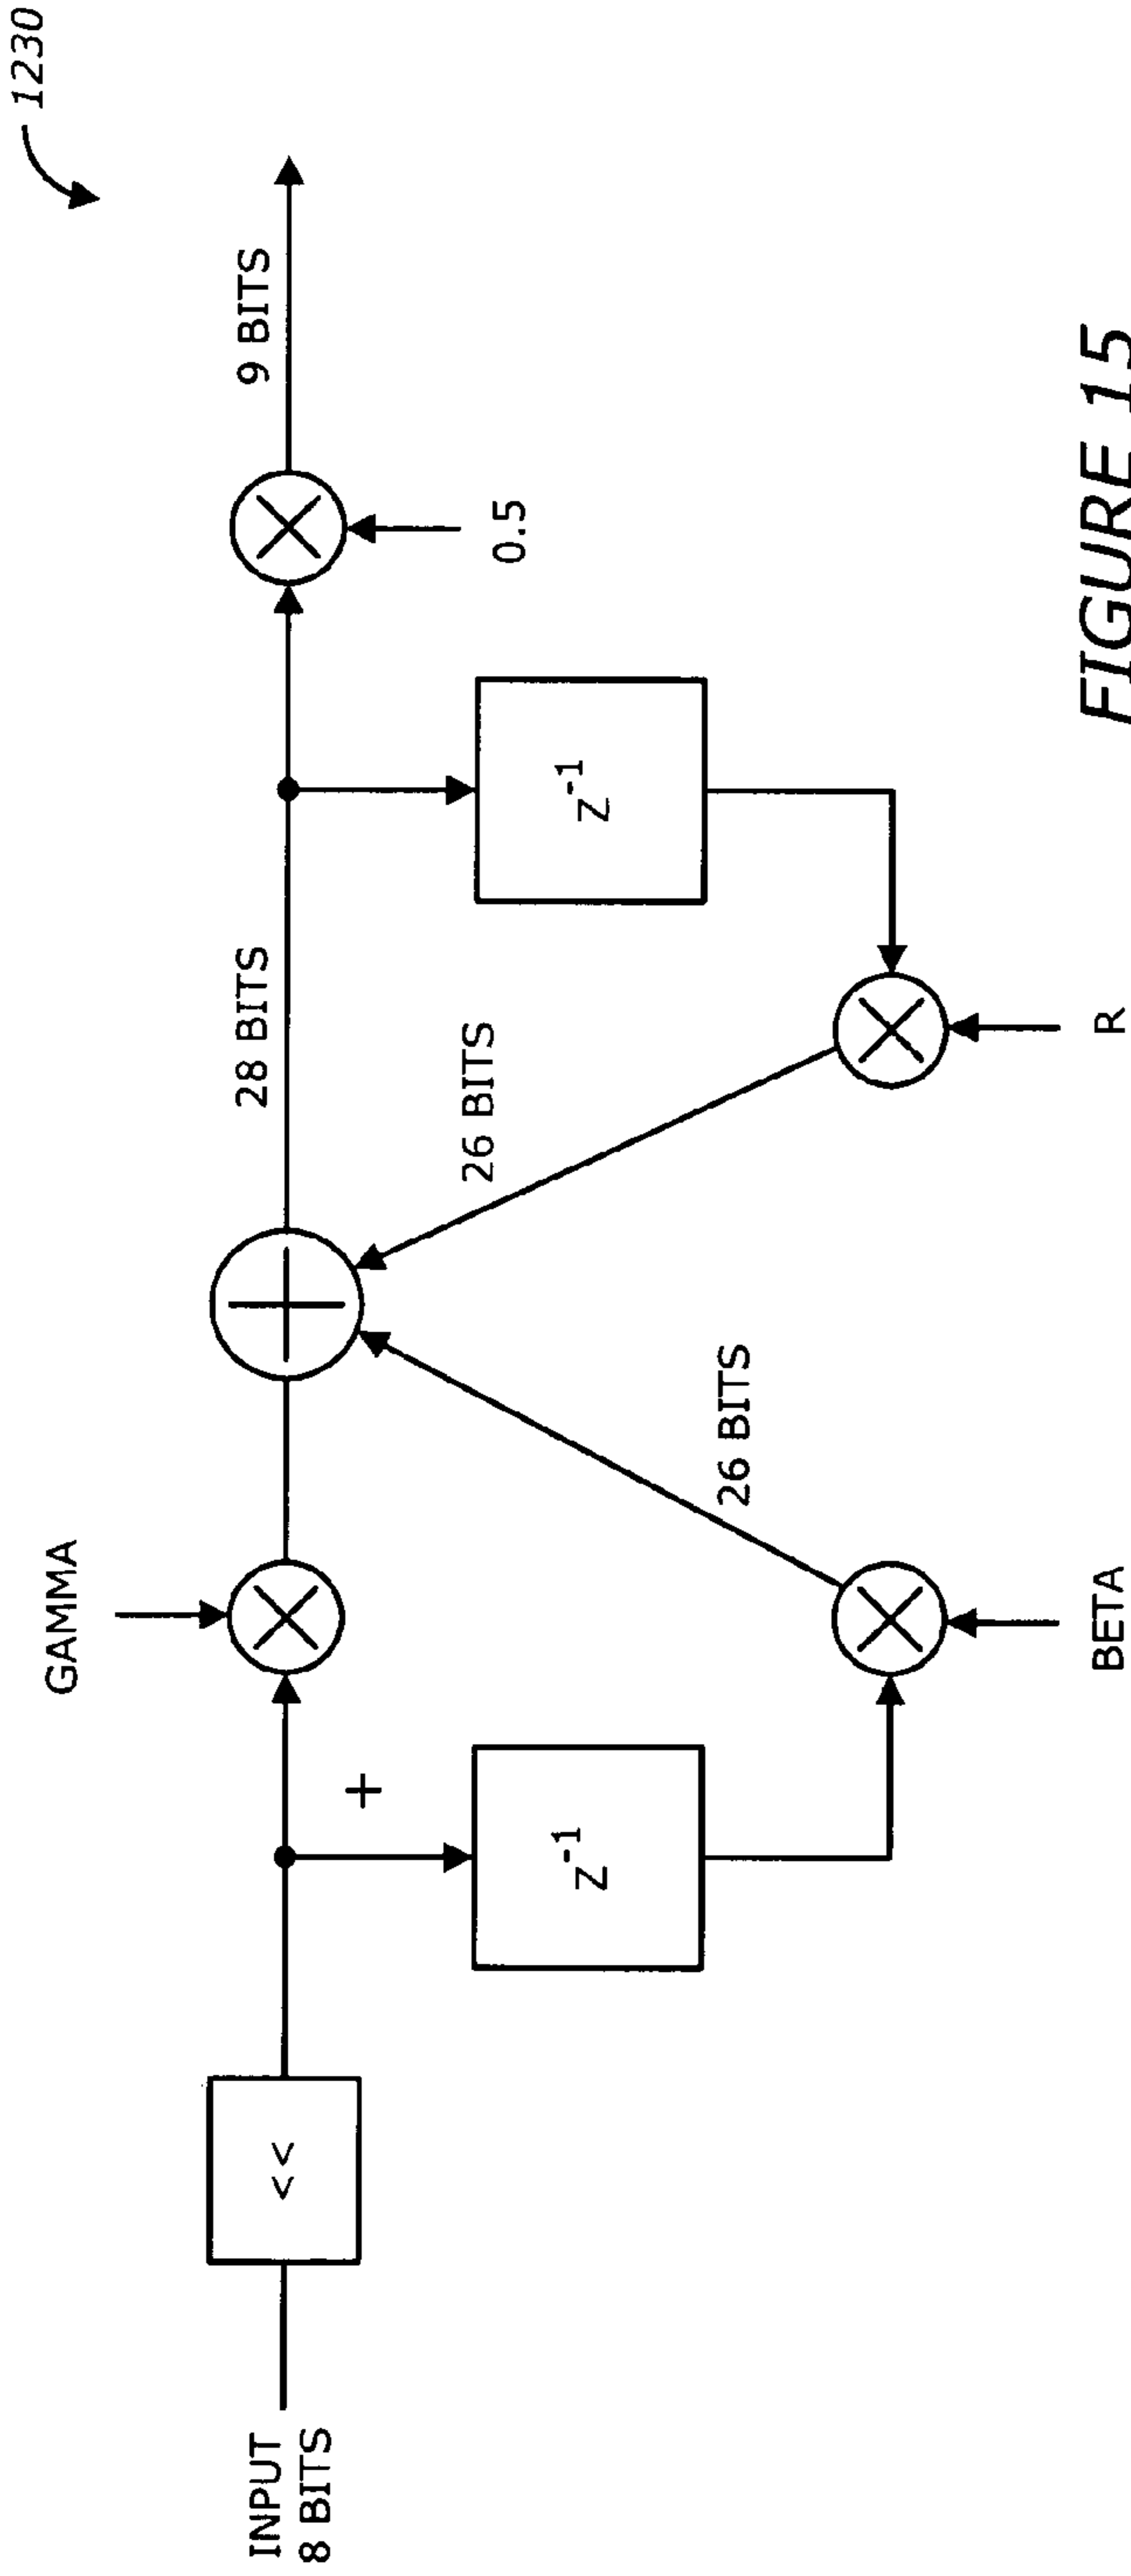 1230
GAMMA
INPUT
8 BITS
<<
+
Z-1
BETA
26 BITS
28 BITS
26 BITS
R
Z-1
0.5
9 BITS
FIGURE 15